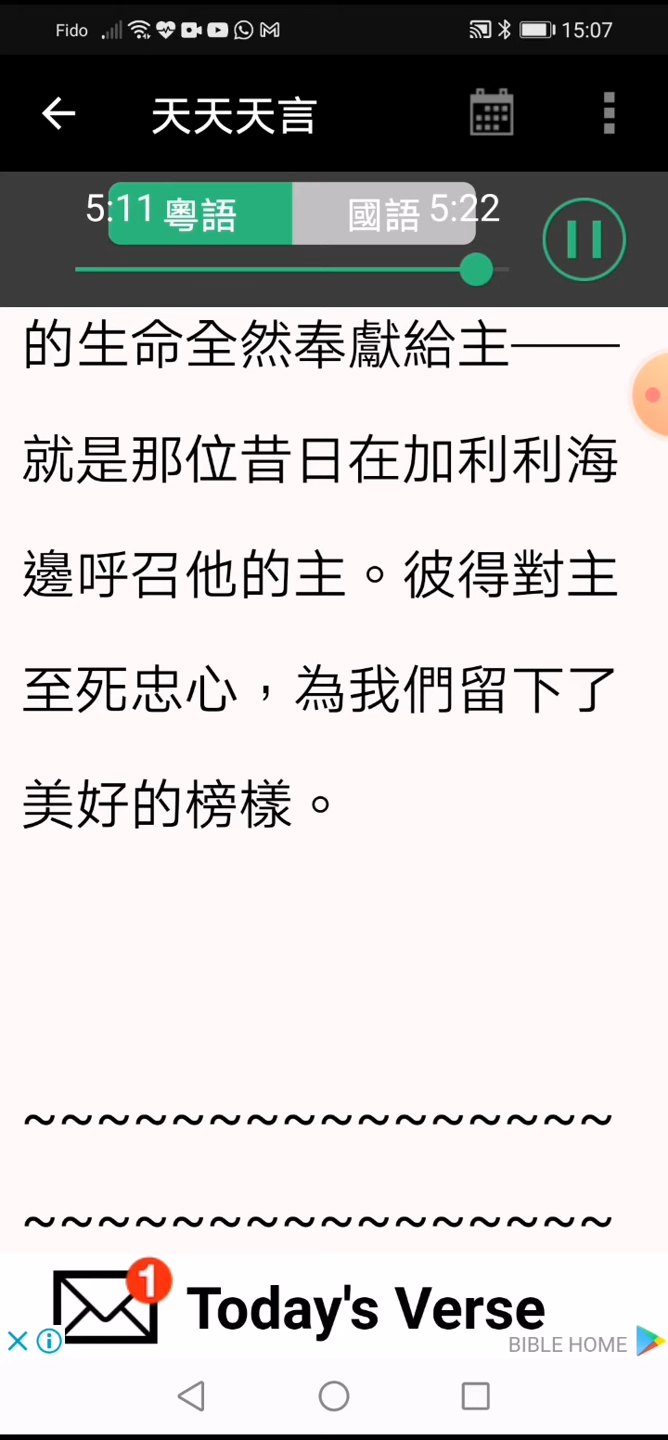 Fido 15:07
天天天言
5:11 粵語 國語 5:22
的生命全然奉獻給主——
就是那位昔日在加利利海
邊呼召他的主。彼得對主
至死忠心，為我們留下了
美好的榜樣。
~~~~~~~~~~~~~~~~
~~~~~~~~~~~~~~~~
1 Today's Verse
BIBLE HOME